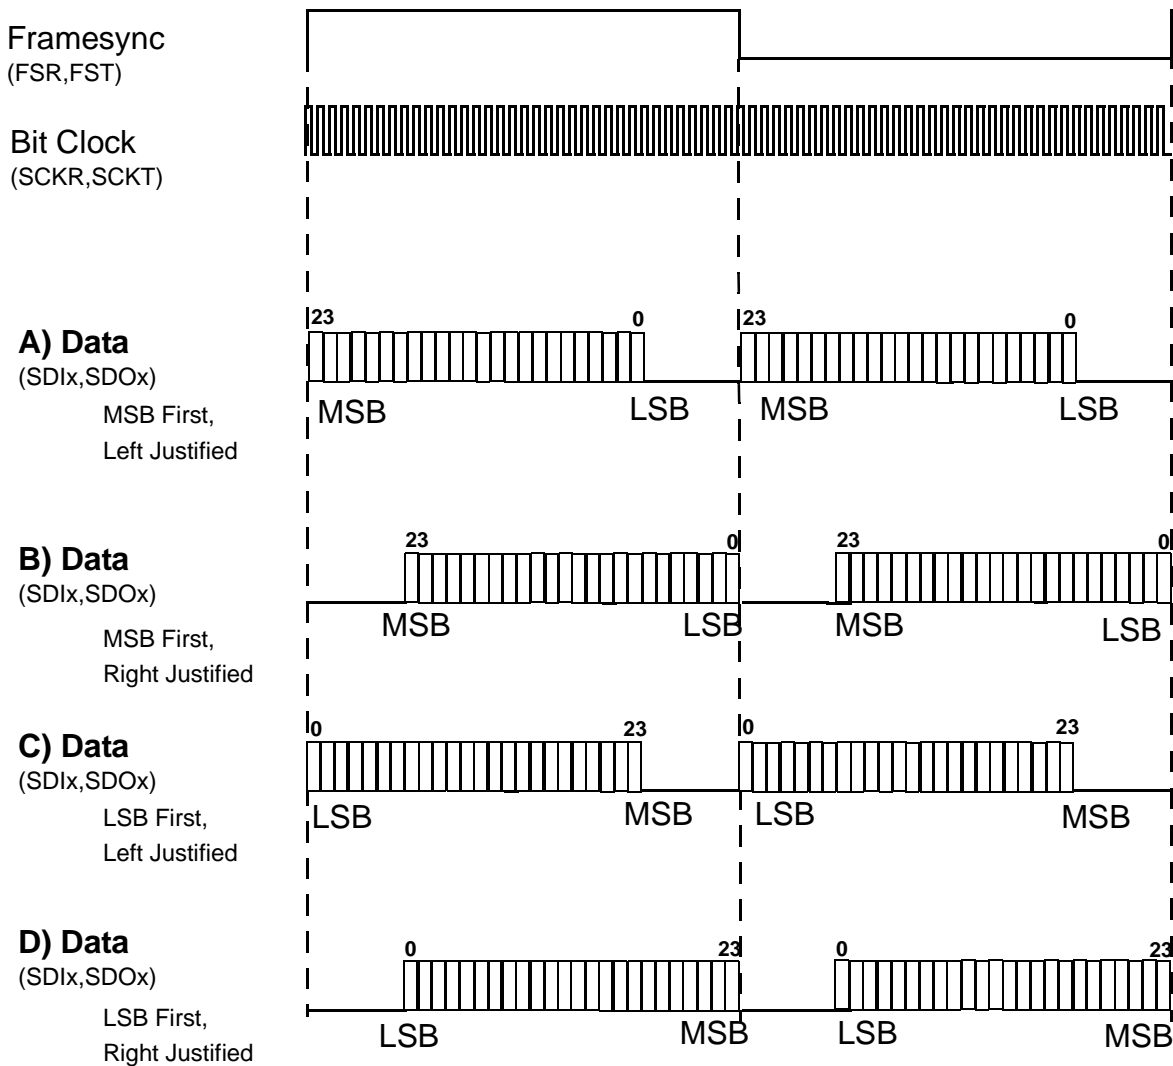 Framesync
(FSR,FST)
Bit Clock
(SCKR,SCKT)
A) Data
(SDIx,SDOx)
MSB First,
Left Justified
23 0 23 0
MSB LSB MSB LSB
B) Data
(SDIx,SDOx)
MSB First,
Right Justified
23 0 23 0
MSB LSB MSB LSB
C) Data
(SDIx,SDOx)
LSB First,
Left Justified
0 23 0 23
LSB MSB LSB MSB
D) Data
(SDIx,SDOx)
LSB First,
Right Justified
0 23 0 23
LSB MSB LSB MSB